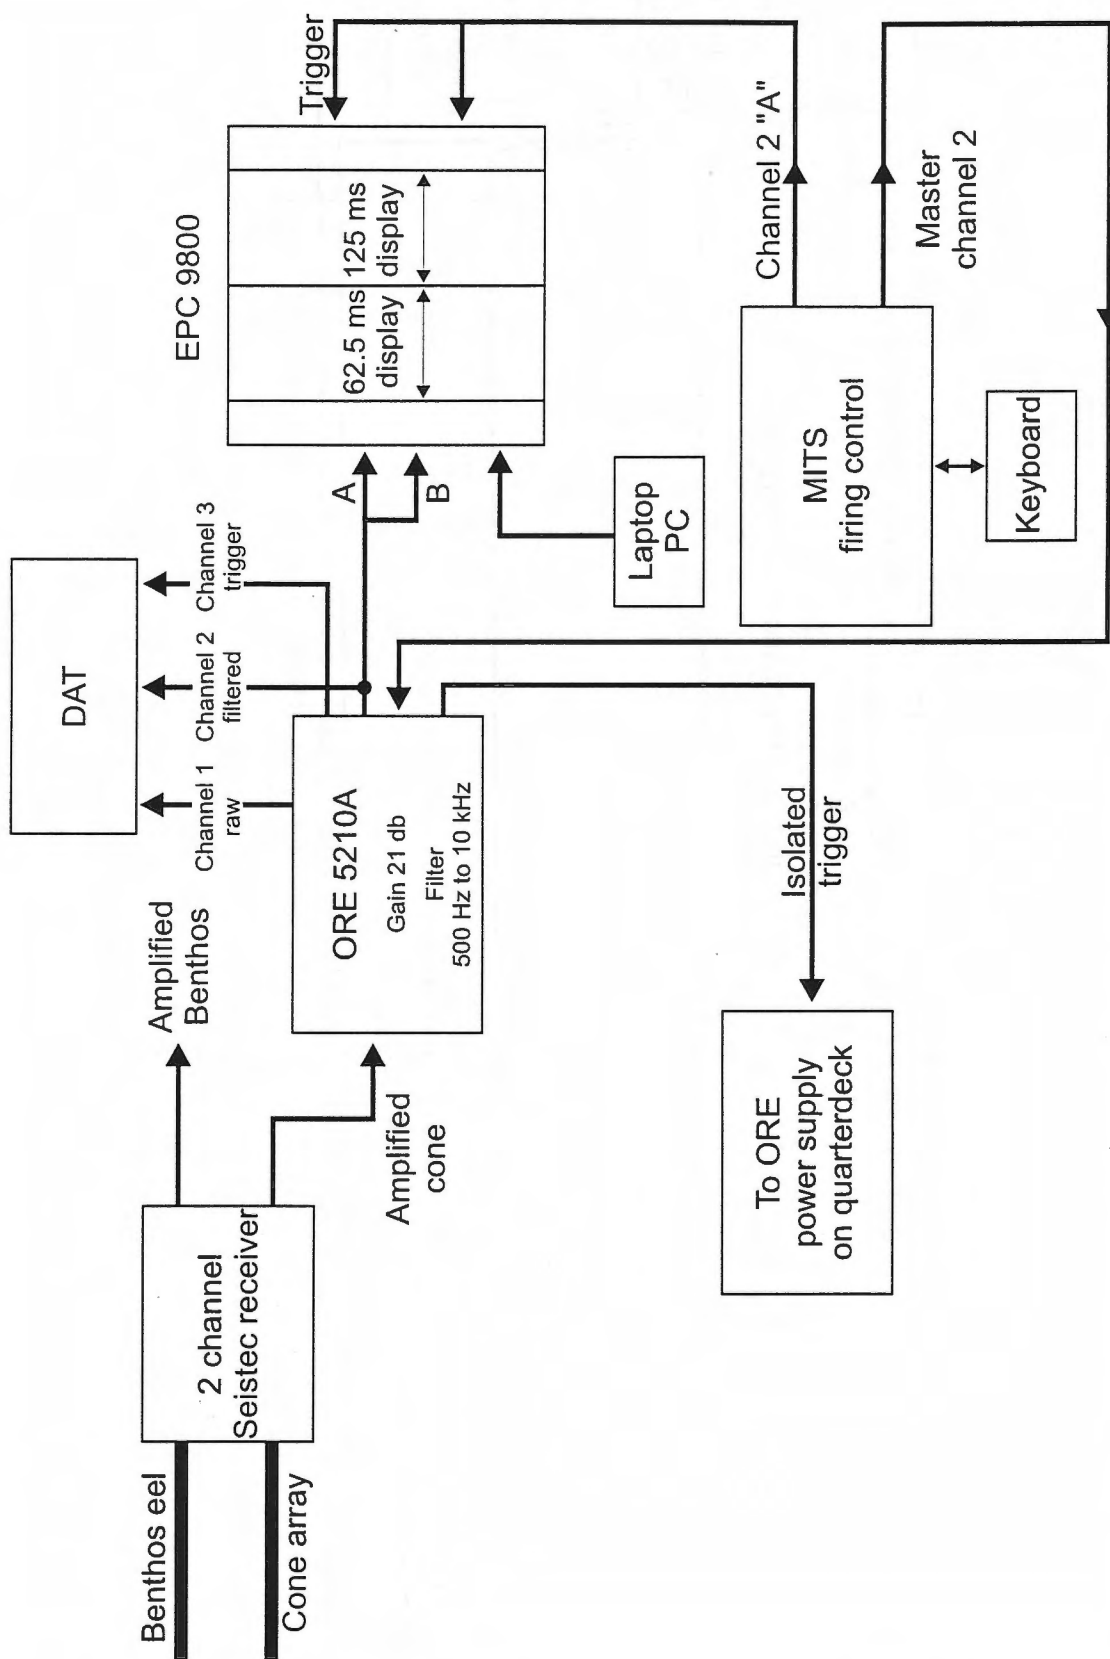 Benthos eel
Cone array
2 channel
Seistec receiver
Amplified
Benthos
Amplified
cone
ORE 5210A
Gain 21 db
Filter
500 Hz to 10 kHz
DAT
Channel 1
raw
Channel 2
filtered
Channel 3
trigger
A
B
EPC 9800
62.5 ms
display
125 ms
display
Trigger
Laptop
PC
To ORE
power supply
on quarterdeck
Isolated
trigger
MITS
firing control
Keyboard
Channel 2 "A"
Master
channel 2